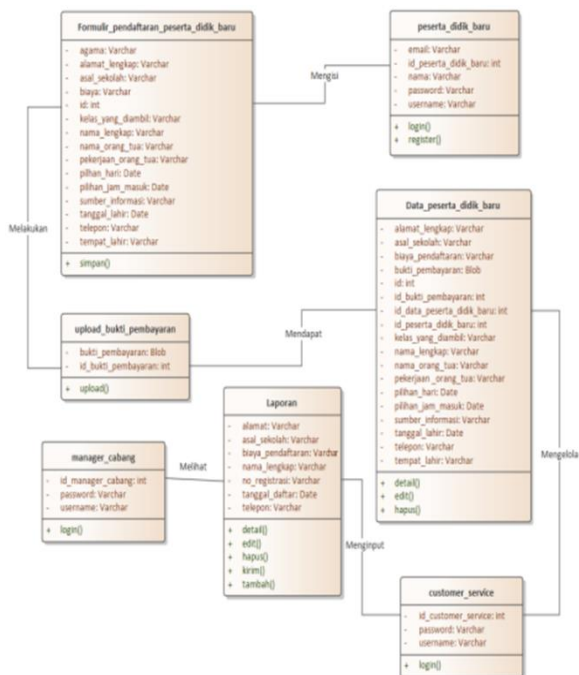 Formulir_pendaftaran_peserta_didik_baru
- agama: Varchar
- alamat_lengkap: Varchar
- asal_sekolah: Varchar
- biaya: Varchar
- id: int
- kelas_yang_diambil: Varchar
- nama_lengkap: Varchar
- nama_orang_tua: Varchar
- pekerjaan_orang_tua: Varchar
- pilhan_hari: Date
- pilihan_jam_masuk: Date
- sumber_informasi: Varchar
- tanggal_lahir: Date
- telepon: Varchar
- tempat_lahir: Varchar
+ simpan()
Mengisi
peserta_didik_baru
- email: Varchar
- id_peserta_didik_baru: int
- nama: Varchar
- password: Varchar
- username: Varchar
+ login()
+ register()
Melakukan
Data_peserta_didik_baru
- alamat_lengkap: Varchar
- asal_sekolah: Varchar
- biaya_pendaftaran: Varchar
- bukti_pembayaran: Blob
- id: int
- id_bukti_pembayaran: int
- id_data_peserta_didik_baru: int
- id_peserta_didik_baru: int
- kelas_yang_diambil: Varchar
- nama_lengkap: Varchar
- nama_orang_tua: Varchar
- pekerjaan _orang_tua: Varchar
- pilihan_hari: Date
- pilihan_jam_masuk: Date
- sumber_informasi: Varchar
- tanggal_lahir: Date
- telepon: Varchar
- tempat_lahir: Varchar
+ detail()
+ edit()
+ hapus()
upload_bukti_pembayaran
- bukti_pembayaran: Blob
- id_bukti_pembayaran: int
+ upload()
Mendapat
Laporan
- alamat: Varchar
- asal_sekolah: Varchar
- biaya_pendaftaran: Varchar
- nama_lengkap: Varchar
- no_registrasi: Varchar
- tanggal_daftar: Date
- telepon: Varchar
+ detail()
+ edit()
+ hapus()
+ kirim()
+ tambah()
manager_cabang
- id_manager_cabang: int
- password: Varchar
- username: Varchar
+ login()
Melihat
Mengelola
Menginput
customer_service
- id_customer_service: int
- password: Varchar
- username: Varchar
+ login()